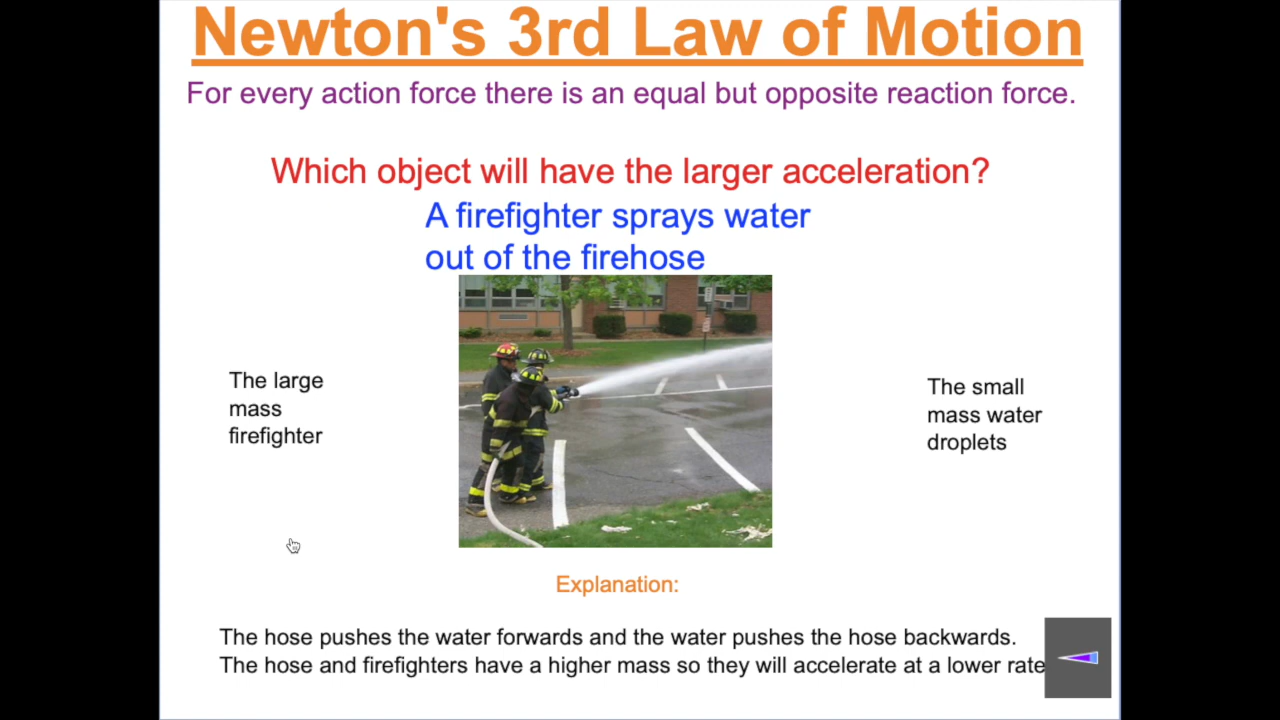 Newton's 3rd Law of Motion
For every action force there is an equal but opposite reaction force.
Which object will have the larger acceleration?
A firefighter sprays water
out of the firehose
The large
mass
firefighter
The small
mass water
droplets
Explanation:
The hose pushes the water forwards and the water pushes the hose backwards.
The hose and firefighters have a higher mass so they will accelerate at a lower rate